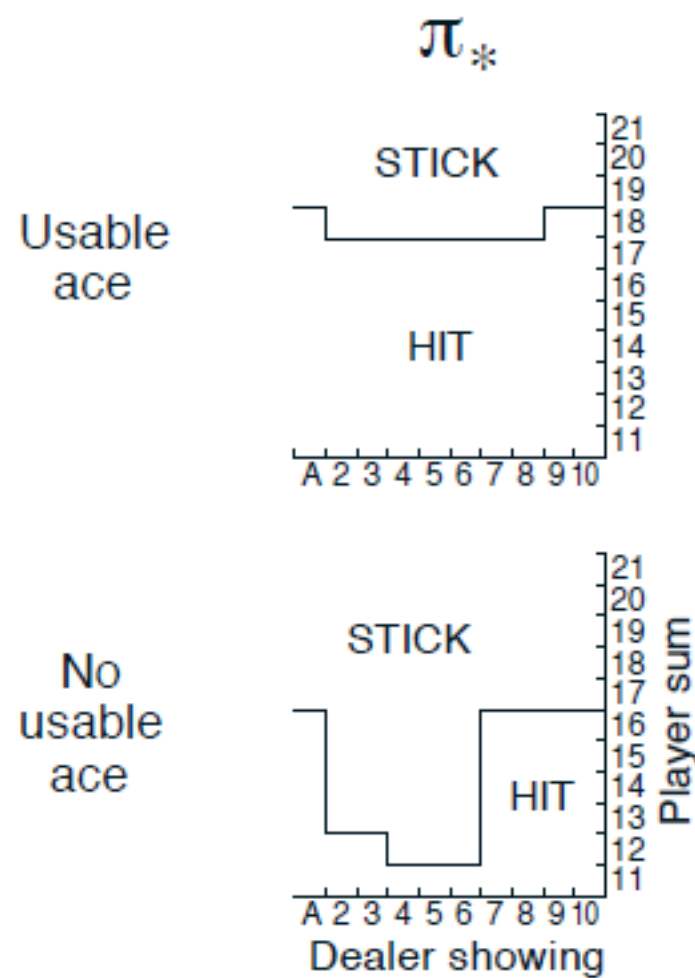 π*
STICK
Usable
ace
HIT
21
20
19
18
17
16
15
14
13
12
11
A 2 3 4 5 6 7 8 9 10
STICK
No
usable
ace
HIT
21
20
19
18
17
16
15
14
13
12
11
Player sum
A 2 3 4 5 6 7 8 9 10
Dealer showing